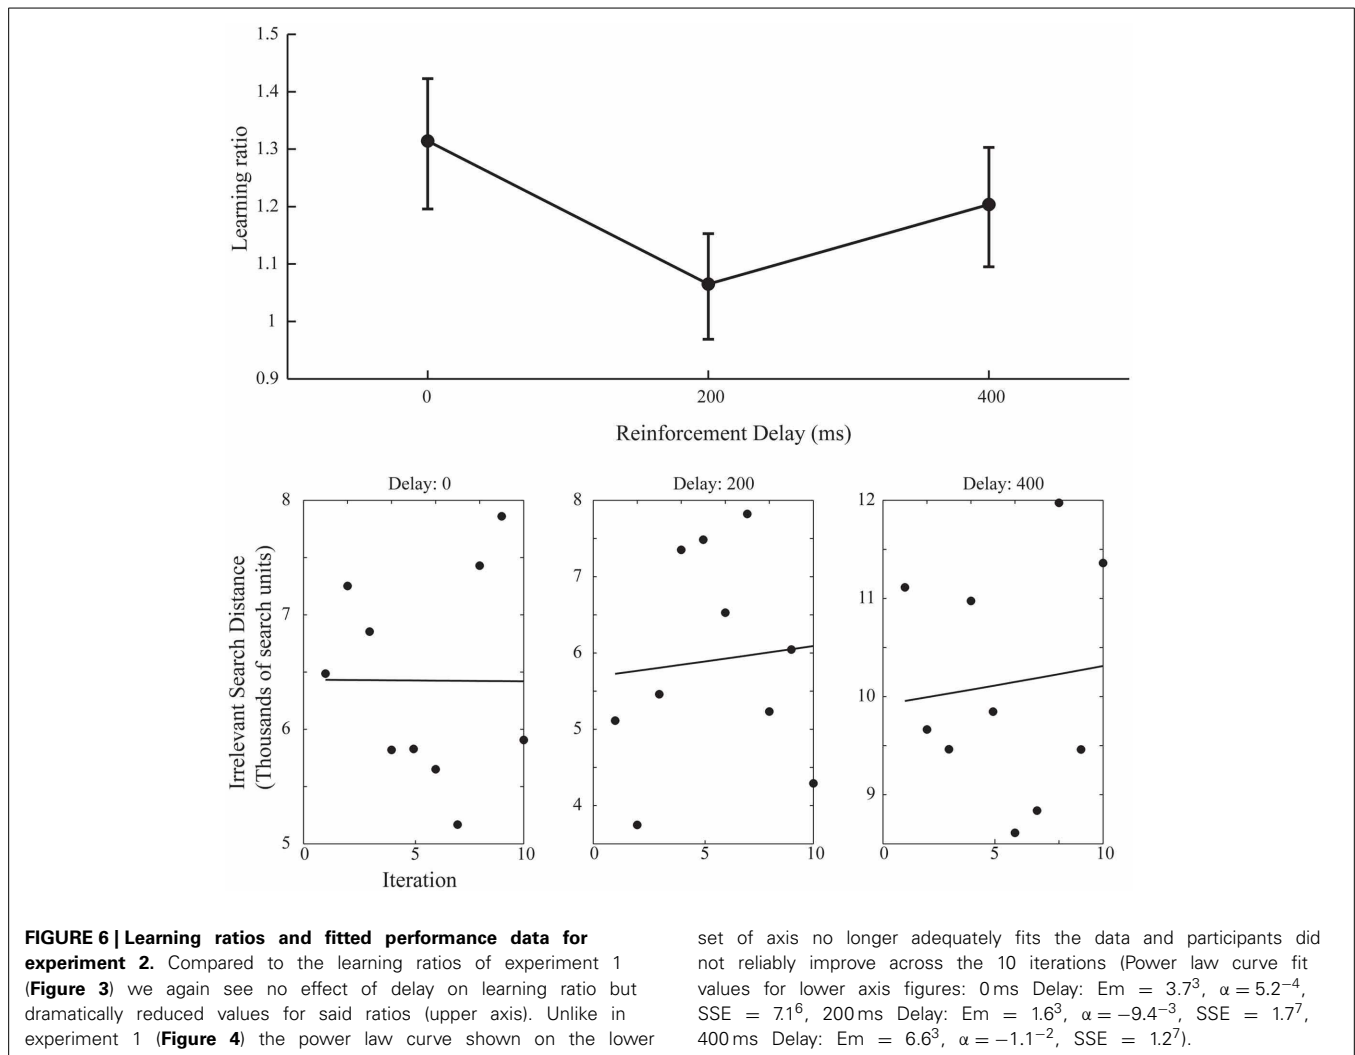 1.5
1.4
1.3
1.2
1.1
1
0.9
Learning ratio
0
200
400
Reinforcement Delay (ms)
Delay: 0
Delay: 200
Delay: 400
Irrelevant Search Distance
(Thousands of search units)
8
7
6
5
0
5
10
Iteration
8
7
6
5
4
0
5
10
12
11
10
9
0
5
10
FIGURE 6 | Learning ratios and fitted performance data for
experiment 2. Compared to the learning ratios of experiment 1
(Figure 3) we again see no effect of delay on learning ratio but
dramatically reduced values for said ratios (upper axis). Unlike in
experiment 1 (Figure 4) the power law curve shown on the lower
set of axis no longer adequately fits the data and participants did
not reliably improve across the 10 iterations (Power law curve fit
values for lower axis figures: 0 ms Delay: Em = 3.7³, α = 5.2⁻⁴,
SSE = 7.1⁶, 200 ms Delay: Em = 1.6³, α = −9.4⁻³, SSE = 1.7⁷,
400 ms Delay: Em = 6.6³, α = −1.1⁻², SSE = 1.2⁷).